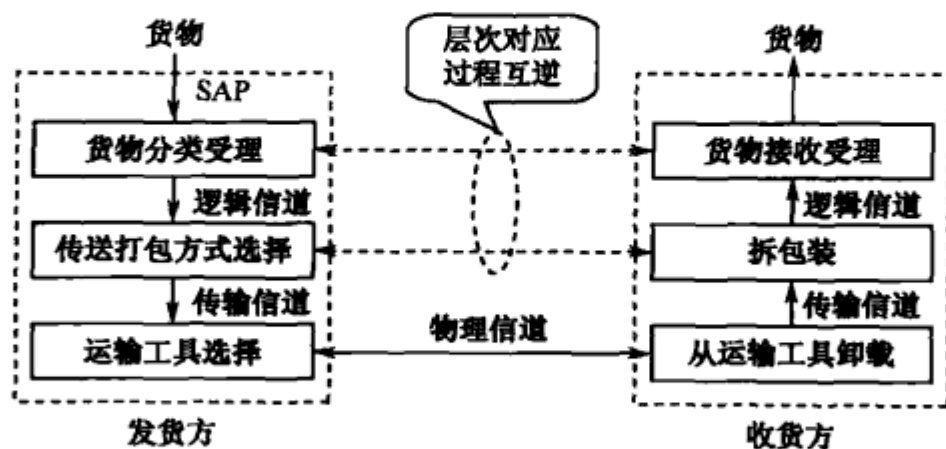 货物
层次对应
过程互逆
货物
SAP
货物分类受理
货物接收受理
逻辑信道
逻辑信道
传送打包方式选择
拆包装
传输信道
物理信道
传输信道
运输工具选择
从运输工具卸载
发货方
收货方